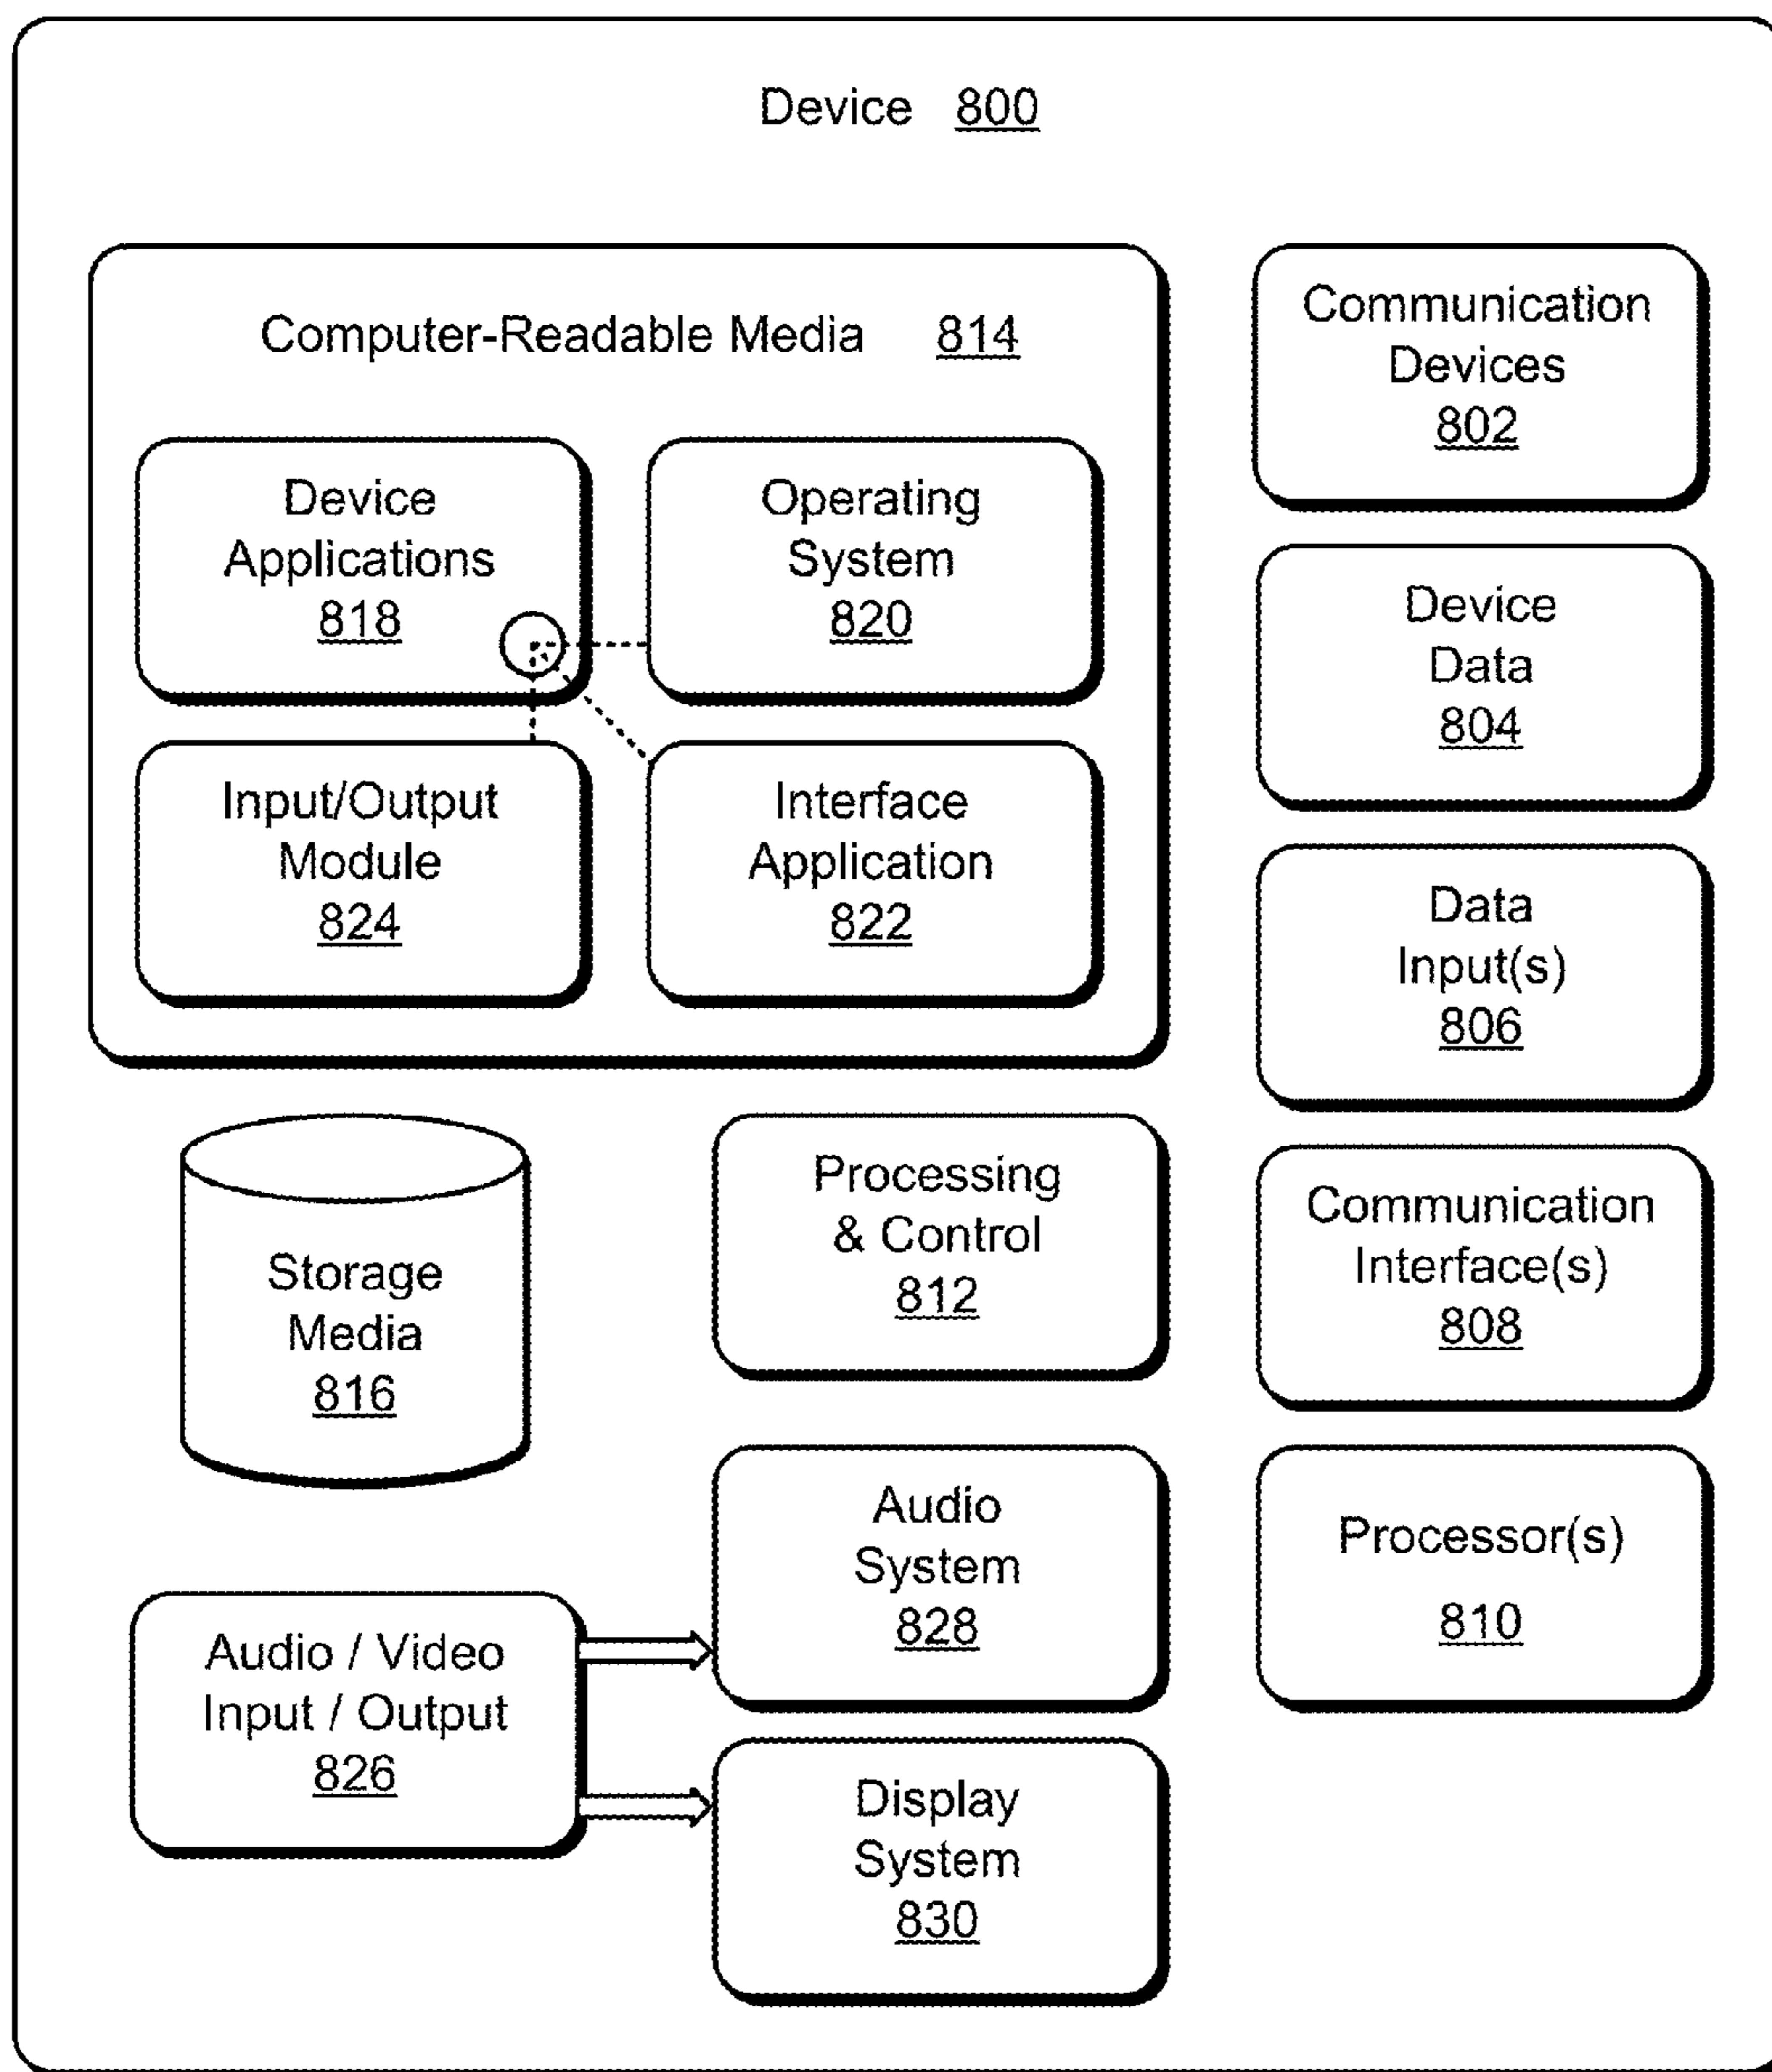 Device 800
Computer-Readable Media 814
Device
Applications
818
Operating
System
820
Input/Output
Module
824
Interface
Application
822
Storage
Media
816
Processing
& Control
812
Audio / Video
Input / Output
826
Audio
System
828
Display
System
830
Communication
Devices
802
Device
Data
804
Data
Input(s)
806
Communication
Interface(s)
808
Processor(s)
810